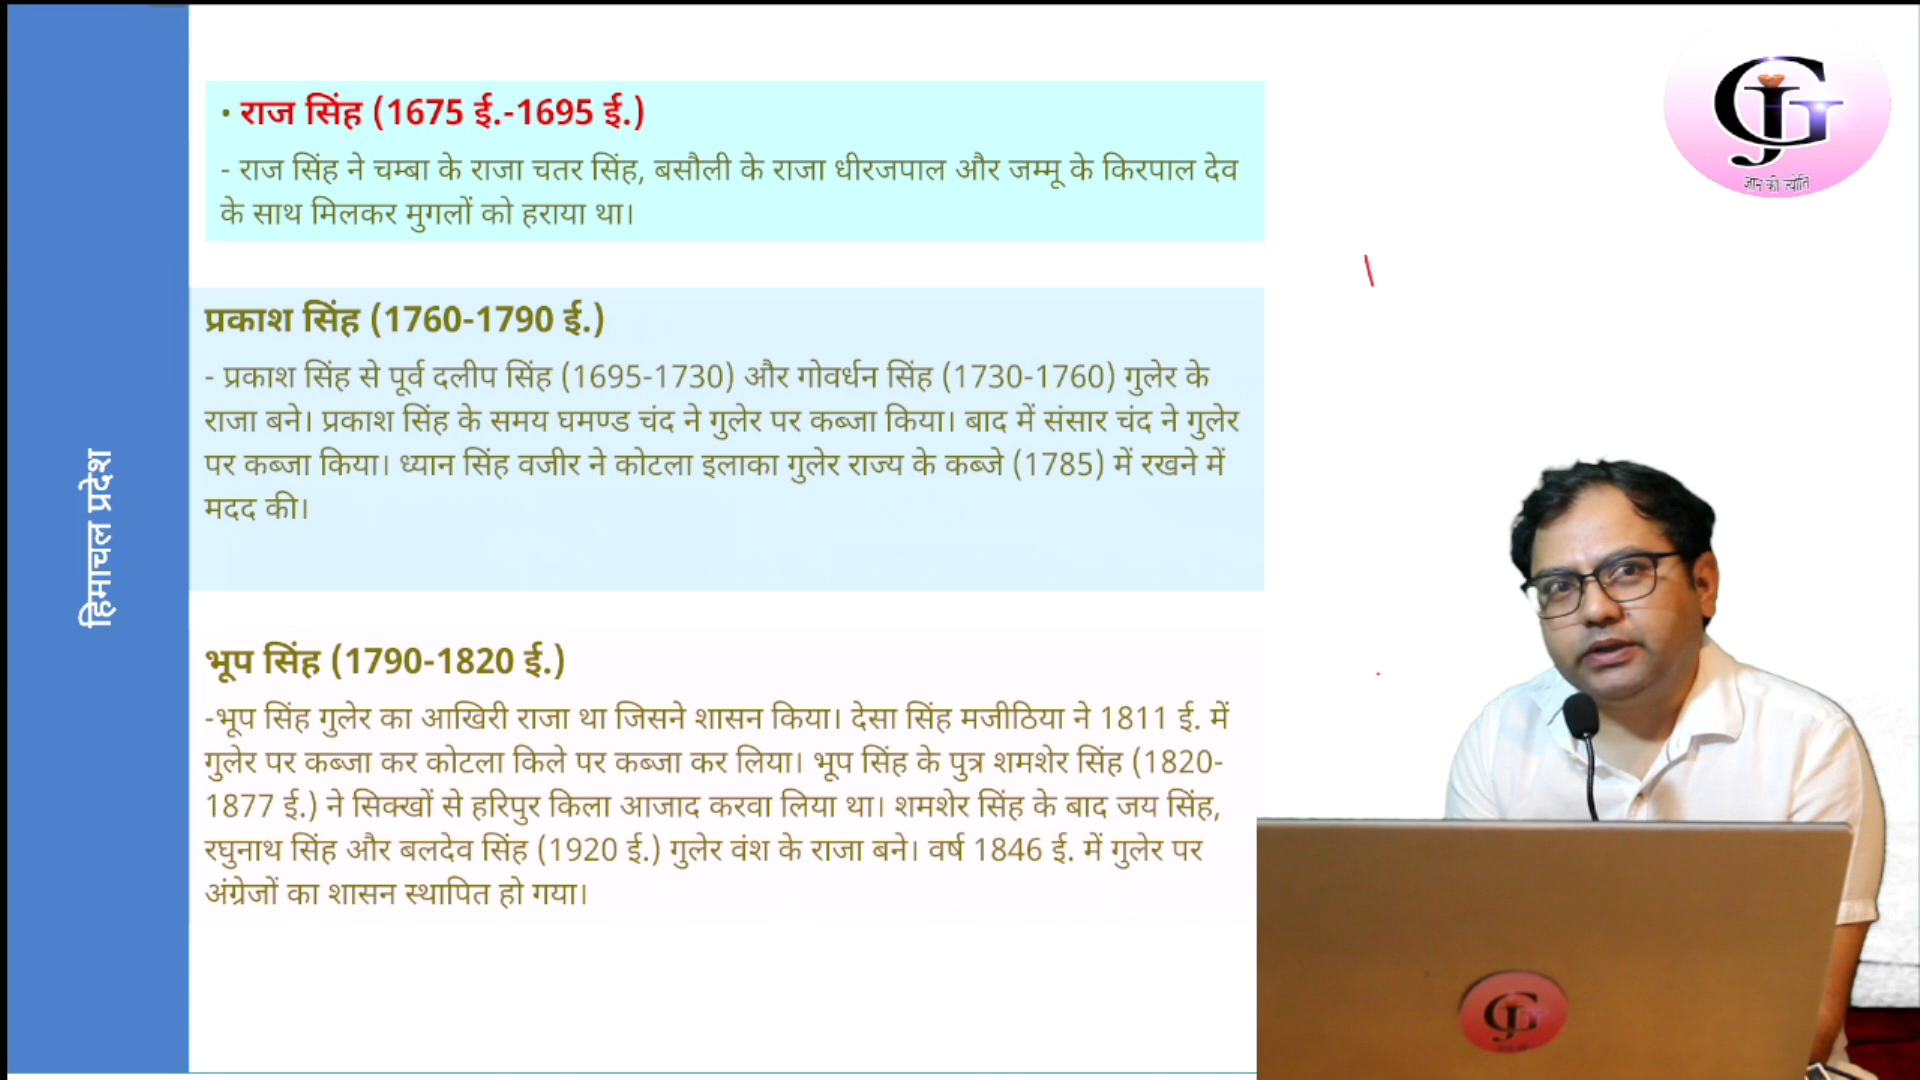 हिमाचल प्रदेश
• राज सिंह (1675 ई.-1695 ई.)
- राज सिंह ने चम्बा के राजा चतर सिंह, बसौली के राजा धीरजपाल और जम्मू के किरपाल देव
के साथ मिलकर मुगलों को हराया था।
प्रकाश सिंह (1760-1790 ई.)
- प्रकाश सिंह से पूर्व दलीप सिंह (1695-1730) और गोवर्धन सिंह (1730-1760) गुलेर के
राजा बने। प्रकाश सिंह के समय घमण्ड चंद ने गुलेर पर कब्जा किया। बाद में संसार चंद ने गुलेर
पर कब्जा किया। ध्यान सिंह वजीर ने कोटला इलाका गुलेर राज्य के कब्जे (1785) में रखने में
मदद की।
भूप सिंह (1790-1820 ई.)
-भूप सिंह गुलेर का आखिरी राजा था जिसने शासन किया। देसा सिंह मजीठिया ने 1811 ई. में
गुलेर पर कब्जा कर कोटला किले पर कब्जा कर लिया। भूप सिंह के पुत्र शमशेर सिंह (1820-
1877 ई.) ने सिक्खों से हरिपुर किला आजाद करवा लिया था। शमशेर सिंह के बाद जय सिंह,
रघुनाथ सिंह और बलदेव सिंह (1920 ई.) गुलेर वंश के राजा बने। वर्ष 1846 ई. में गुलेर पर
अंग्रेजों का शासन स्थापित हो गया।
GJ
ज्ञान की ज्योति
GJ